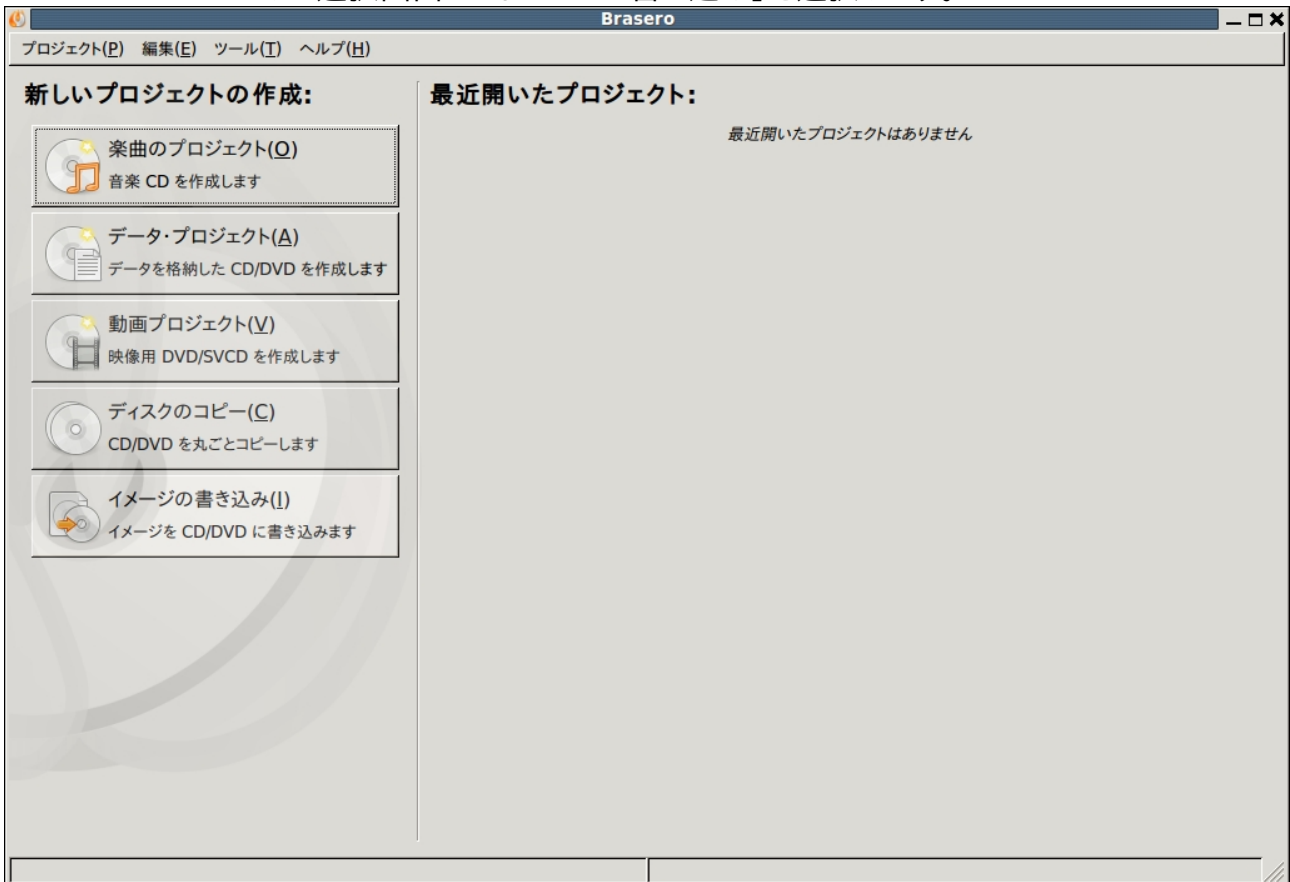 Brasero
プロジェクト(P) 編集(E) ツール(T) ヘルプ(H)
新しいプロジェクトの作成:
楽曲のプロジェクト(O)
音楽 CD を作成します
データ・プロジェクト(A)
データを格納した CD/DVD を作成します
動画プロジェクト(V)
映像用 DVD/SVCD を作成します
ディスクのコピー(C)
CD/DVD を丸ごとコピーします
イメージの書き込み(I)
イメージを CD/DVD に書き込みます
最近開いたプロジェクト:
最近開いたプロジェクトはありません